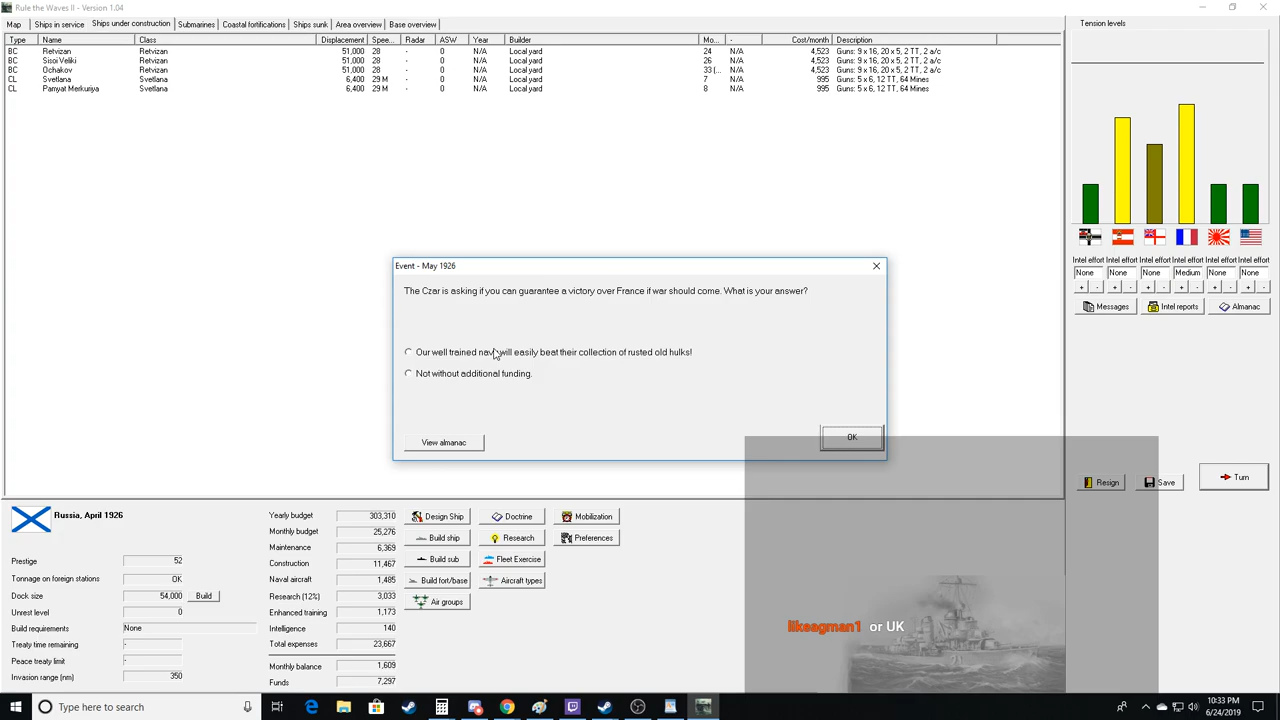 Rule the Waves II - Version 1.04
Map Ships in service Ships under construction Submarines Coastal fortifications Ships sunk Area overview Base overview
Type Name Class Displacement Spee... Radar ASW Year Builder Mo... - Cost/month Description
BC Retvizan Retvizan 51,000 28 - 0 N/A Local yard 24 N/A 4,523 Guns: 9 x 16, 20 x 5, 2 TT, 2 a/c
BC Sisoi Veliki Retvizan 51,000 28 - 0 N/A Local yard 26 N/A 4,523 Guns: 9 x 16, 20 x 5, 2 TT, 2 a/c
BC Ochakov Retvizan 51,000 28 - 0 N/A Local yard 33 (... N/A 4,523 Guns: 9 x 16, 20 x 5, 2 TT, 2 a/c
CL Svetlana Svetlana 6,400 29 M - 0 N/A Local yard 7 N/A 995 Guns: 5 x 6, 12 TT, 64 Mines
CL Pamyat Merkuriya Svetlana 6,400 29 M - 0 N/A Local yard 8 N/A 995 Guns: 5 x 6, 12 TT, 64 Mines
Tension levels
Intel effort Intel effort Intel effort Intel effort Intel effort Intel effort
None None None Medium None None
+ - + - + - + - + - + -
Messages Intel reports Almanac
Event - May 1926
The Czar is asking if you can guarantee a victory over France if war should come. What is your answer?
Our well trained navy will easily beat their collection of rusted old hulks!
Not without additional funding.
View almanac OK
Resign Save Turn
Russia, April 1926
Prestige 52
Tonnage on foreign stations OK
Dock size 54,000 Build
Unrest level 0
Build requirements None
Treaty time remaining -
Peace treaty limit -
Invasion range (nm) 350
Yearly budget 303,310
Monthly budget 25,276
Maintenance 6,369
Construction 11,467
Naval aircraft 1,485
Research (12%) 3,033
Enhanced training 1,173
Intelligence 140
Total expenses 23,667
Monthly balance 1,609
Funds 7,297
Design Ship Doctrine Mobilization
Build ship Research Preferences
Build sub Fleet Exercise
Build fort/base Aircraft types
Air groups
likeagman1 or UK
Type here to search
10:33 PM
6/24/2019